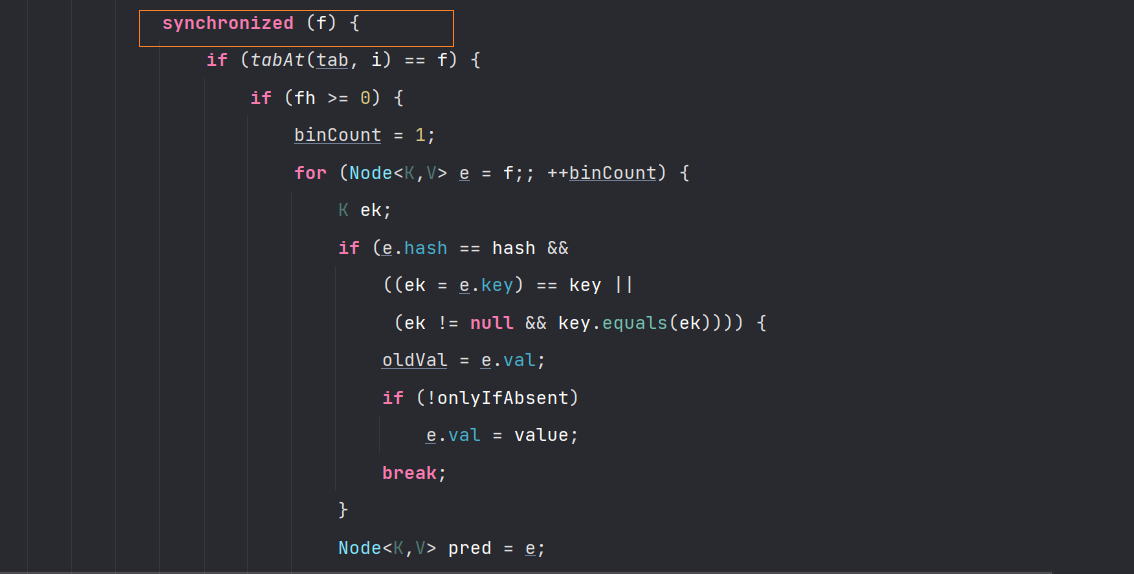 synchronized (f) {
if (tabAt(tab, i) == f) {
if (fh >= 0) {
binCount = 1;
for (Node<K,V> e = f;; ++binCount) {
K ek;
if (e.hash == hash &&
((ek = e.key) == key ||
(ek != null && key.equals(ek)))) {
oldVal = e.val;
if (!onlyIfAbsent)
e.val = value;
break;
}
Node<K,V> pred = e;